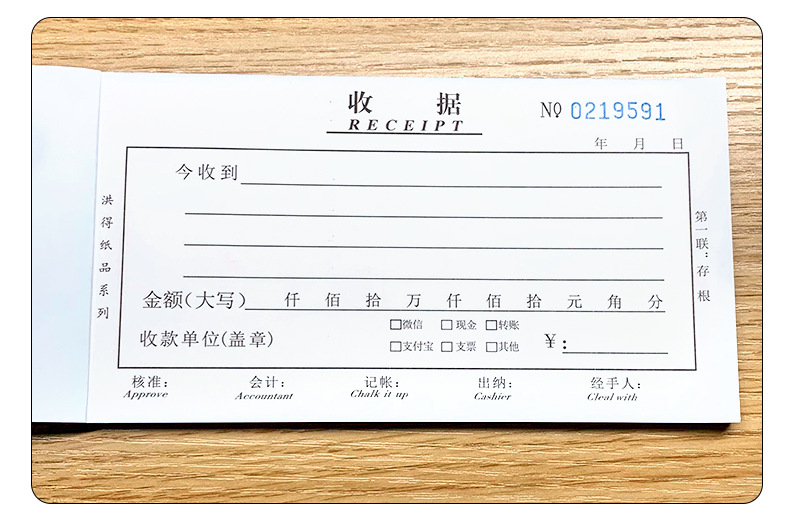 收 据
RECEIPT
NO 0219591
年 月 日
今收到
金额(大写) 仟 佰 拾 万 仟 佰 拾 元 角 分
收款单位(盖章)
微信 现金 转账
支付宝 支票 其他
¥:
核准: 会计: 记帐: 出纳: 经手人:
Approve Accountant Chalk it up Cashier Cleal with
洪得纸品系列
第一联:存根